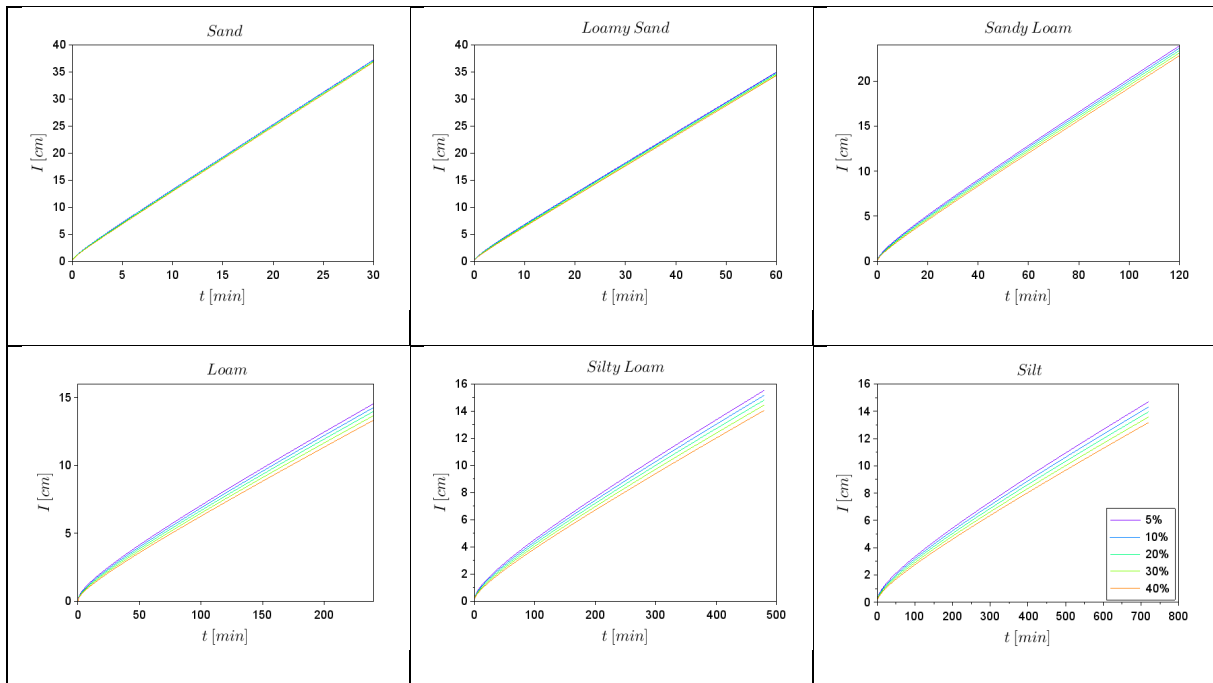 Sand
40
35
30
25
20
15
10
5
0
I [cm]
0 5 10 15 20 25 30
t [min]
Loamy Sand
40
35
30
25
20
15
10
5
0
I [cm]
0 10 20 30 40 50 60
t [min]
Sandy Loam
20
15
10
5
0
I [cm]
0 20 40 60 80 100 120
t [min]
Loam
15
10
5
0
I [cm]
0 50 100 150 200
t [min]
Silty Loam
16
14
12
10
8
6
4
2
0
I [cm]
0 100 200 300 400 500
t [min]
Silt
16
14
12
10
8
6
4
2
0
I [cm]
0 100 200 300 400 500 600 700 800
t [min]
5%
10%
20%
30%
40%